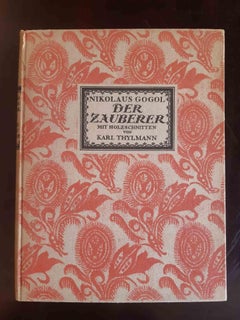 NIKOLAUS GOGOL
DER
ZAUBERER
MIT HOLZSCHNITTEN
VON
KARL THYLMANN